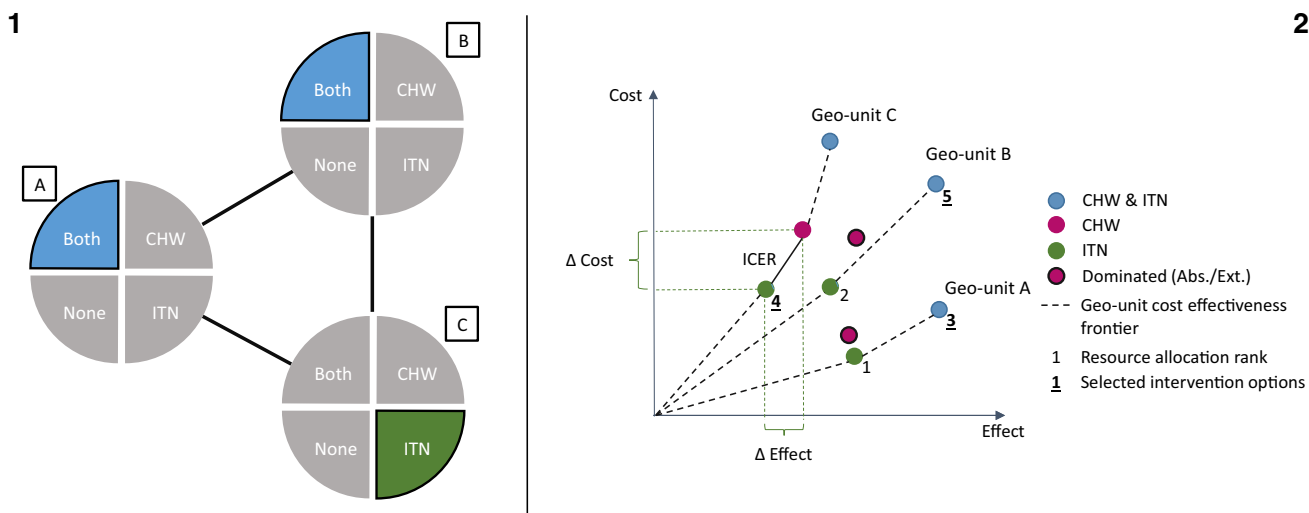 1
B
Both
CHW
None
ITN
A
Both
CHW
None
ITN
C
Both
CHW
None
ITN
2
Cost
Geo-unit C
Geo-unit B
5
CHW & ITN
CHW
ITN
Dominated (Abs./Ext.)
Geo-unit cost effectiveness
frontier
1 Resource allocation rank
1 Selected intervention options
Δ Cost
ICER
4
2
Geo-unit A
3
1
Effect
Δ Effect